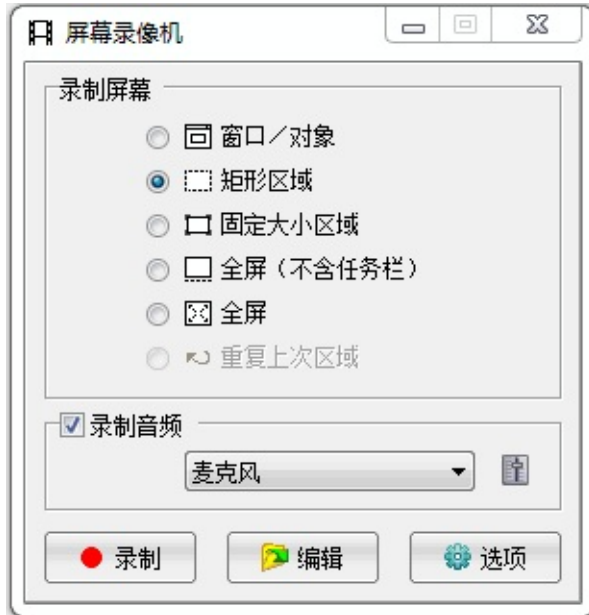 屏幕录像机
录制屏幕
窗口／对象
矩形区域
固定大小区域
全屏（不含任务栏）
全屏
重复上次区域
录制音频
麦克风
录制 编辑 选项